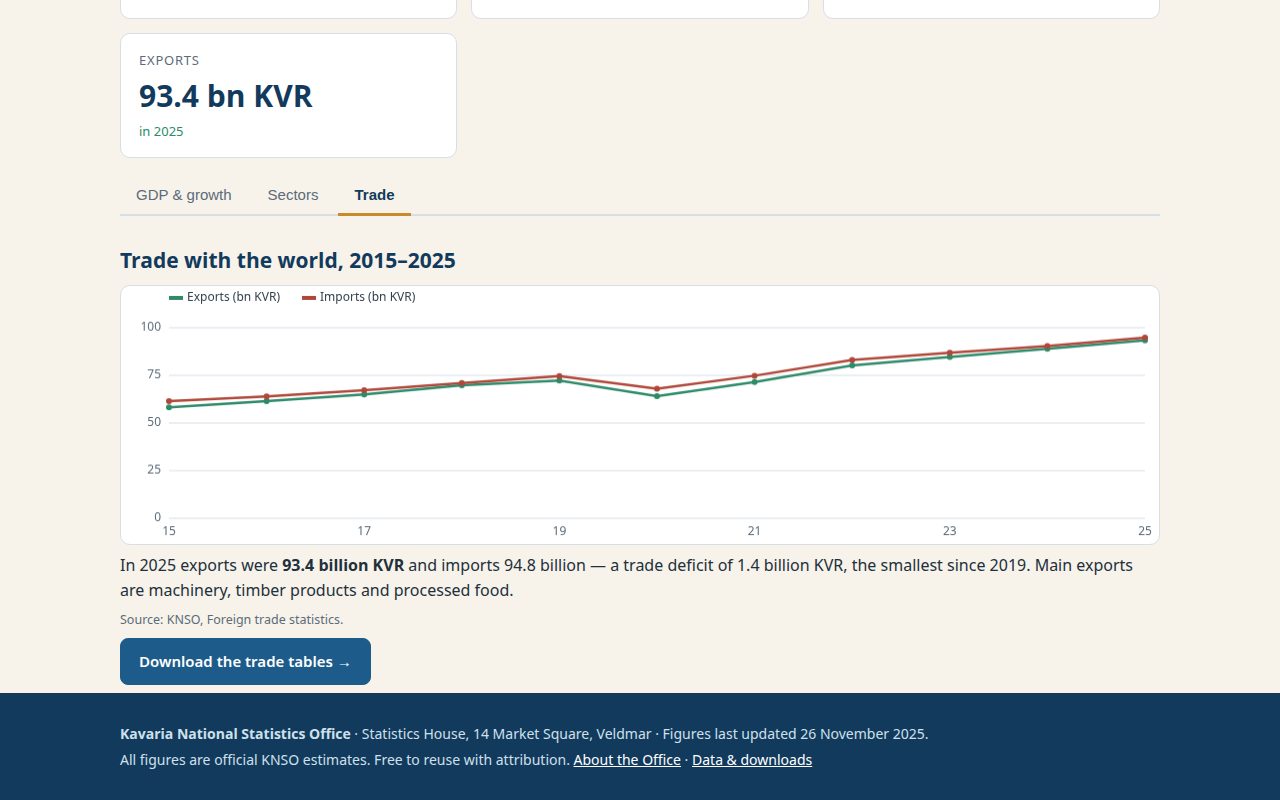 EXPORTS
93.4 bn KVR
in 2025
GDP & growth Sectors Trade
Trade with the world, 2015–2025
Exports (bn KVR) Imports (bn KVR)
100
75
50
25
0
15 17 19 21 23 25
In 2025 exports were 93.4 billion KVR and imports 94.8 billion — a trade deficit of 1.4 billion KVR, the smallest since 2019. Main exports
are machinery, timber products and processed food.
Source: KNSO, Foreign trade statistics.
Download the trade tables →
Kavaria National Statistics Office · Statistics House, 14 Market Square, Veldmar · Figures last updated 26 November 2025.
All figures are official KNSO estimates. Free to reuse with attribution. About the Office · Data & downloads